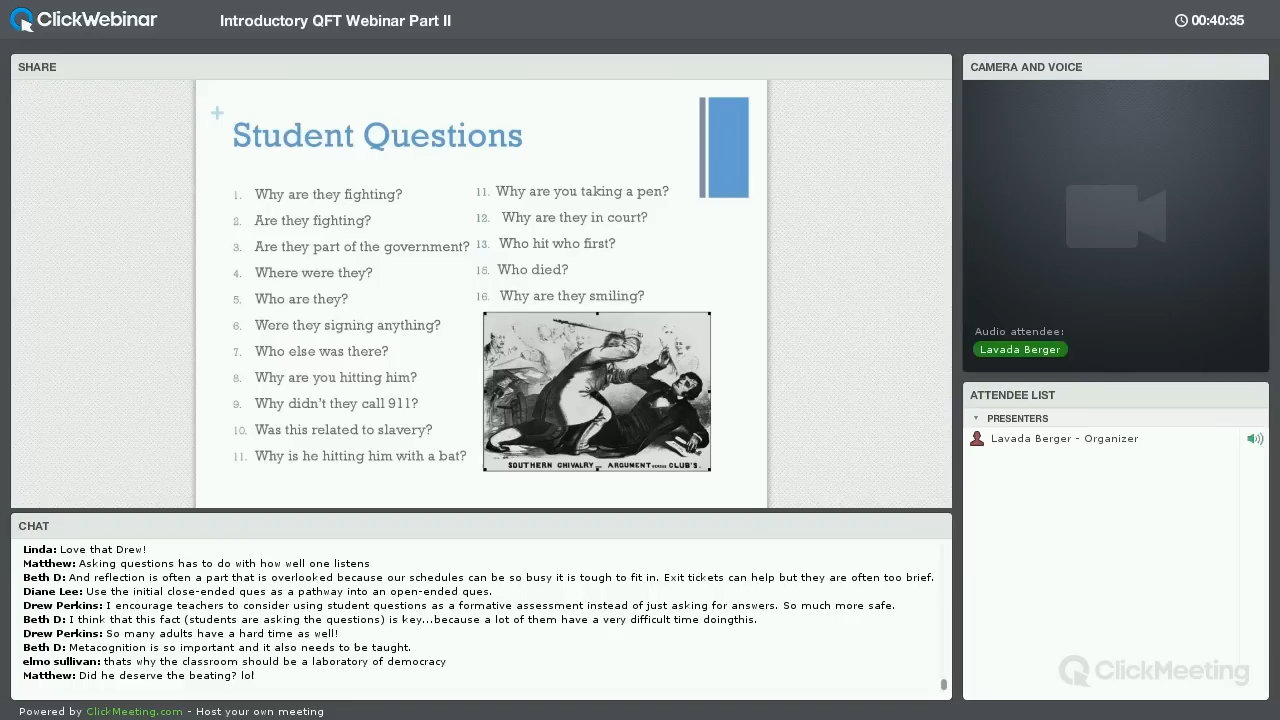 ClickWebinar
Introductory QFT Webinar Part II
00:40:35
SHARE
+
Student Questions
1. Why are they fighting?
2. Are they fighting?
3. Are they part of the government?
4. Where were they?
5. Who are they?
6. Were they signing anything?
7. Who else was there?
8. Why are you hitting him?
9. Why didn't they call 911?
10. Was this related to slavery?
11. Why is he hitting him with a bat?
11. Why are you taking a pen?
12. Why are they in court?
13. Who hit who first?
15. Who died?
16. Why are they smiling?
SOUTHERN CHIVALRY — ARGUMENT VERSUS CLUB'S.
CAMERA AND VOICE
Audio attendee:
Lavada Berger
ATTENDEE LIST
PRESENTERS
Lavada Berger - Organizer
CHAT
Linda: Love that Drew!
Matthew: Asking questions has to do with how well one listens
Beth D: And reflection is often a part that is overlooked because our schedules can be so busy it is tough to fit in. Exit tickets can help but they are often too brief.
Diane Lee: Use the initial close-ended ques as a pathway into an open-ended ques.
Drew Perkins: I encourage teachers to consider using student questions as a formative assessment instead of just asking for answers. So much more safe.
Beth D: I think that this fact (students are asking the questions) is key...because a lot of them have a very difficult time doingthis.
Drew Perkins: So many adults have a hard time as well!
Beth D: Metacognition is so important and it also needs to be taught.
elmo sullivan: thats why the classroom should be a laboratory of democracy
Matthew: Did he deserve the beating? lol
ClickMeeting
Powered by ClickMeeting.com - Host your own meeting